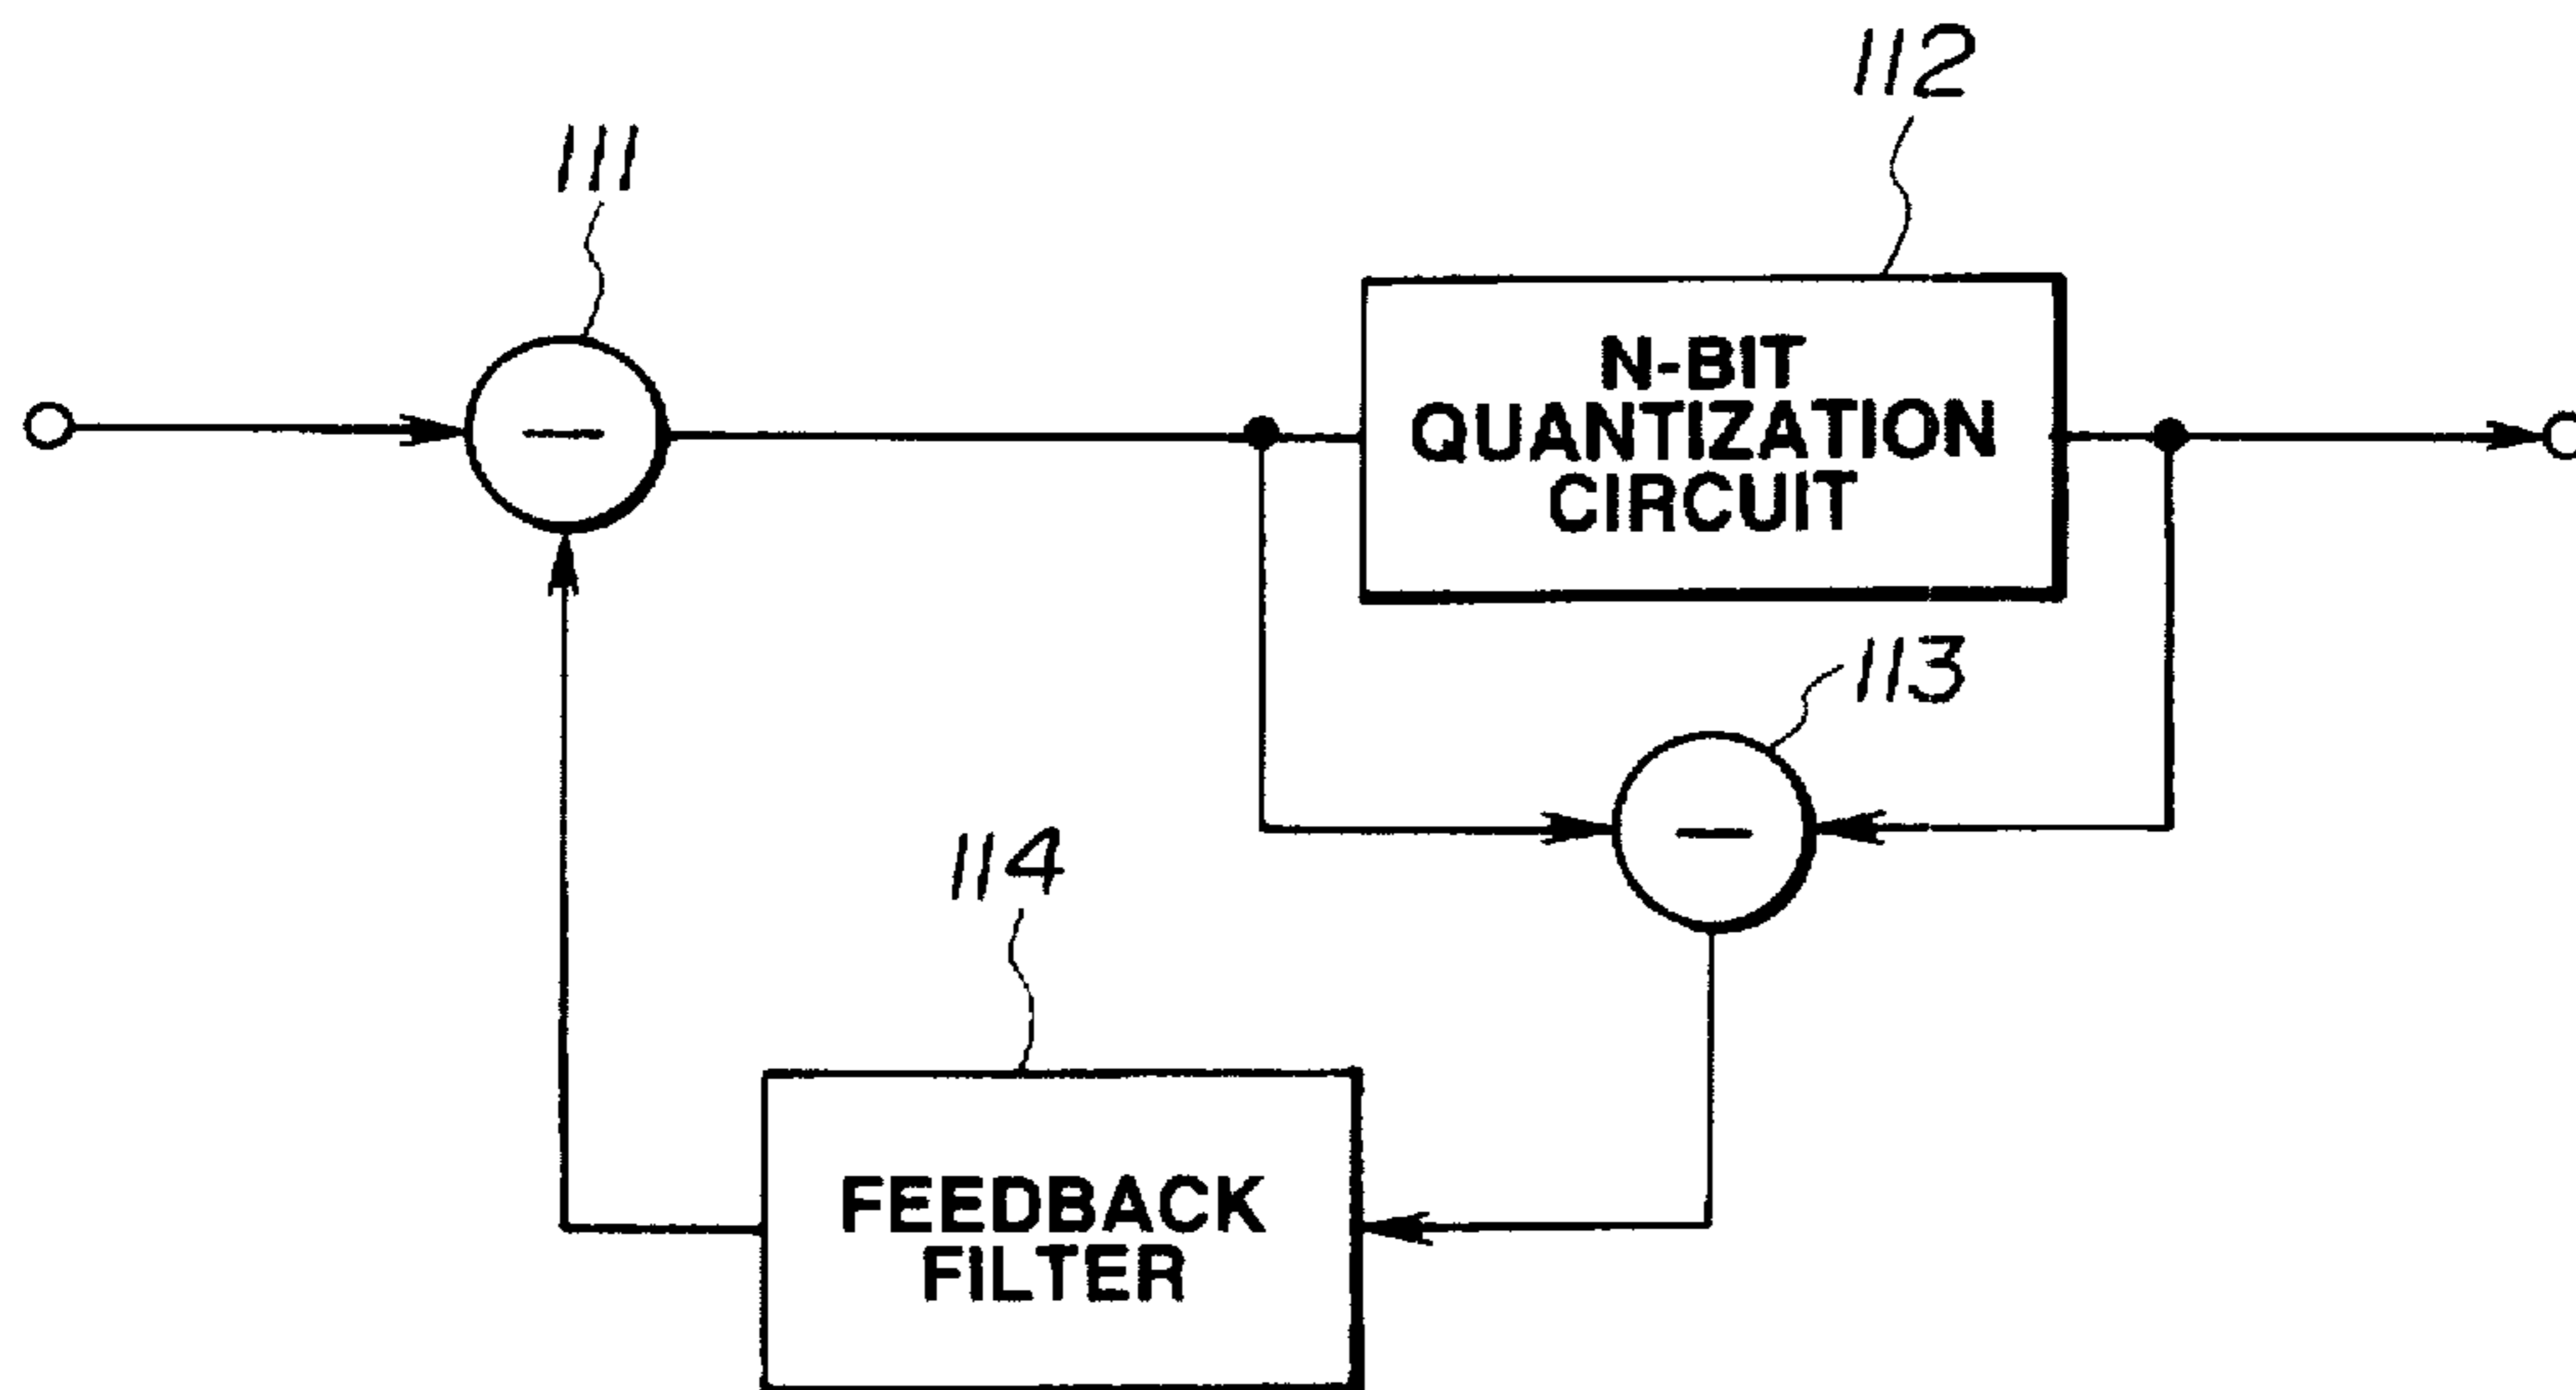 112
111
N-BIT
QUANTIZATION
CIRCUIT
113
114
FEEDBACK
FILTER